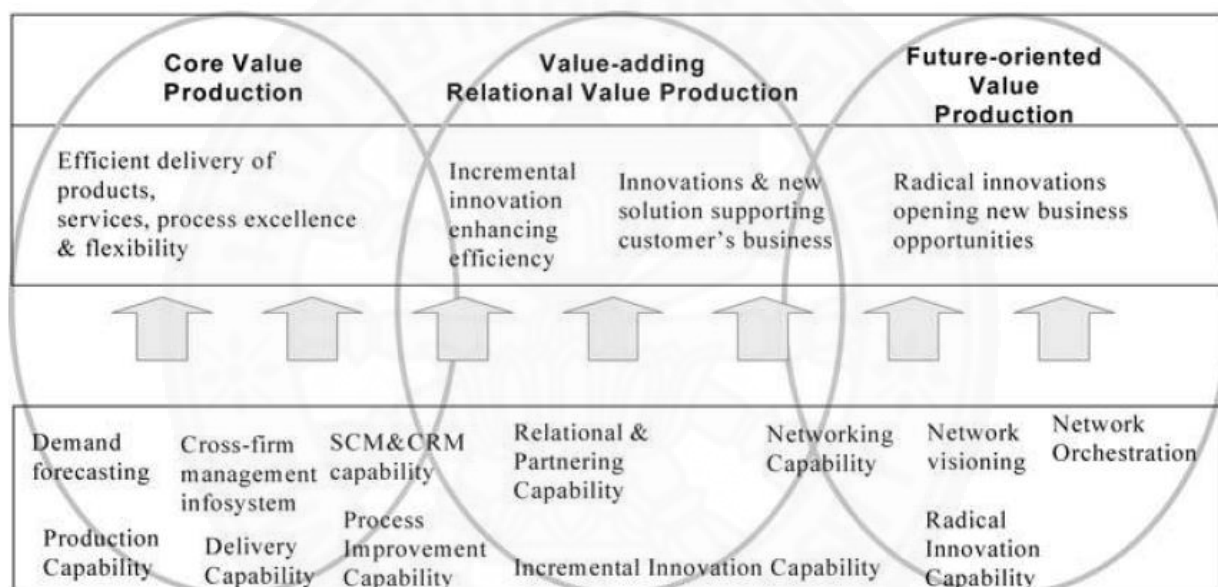 Core Value
Production
Value-adding
Relational Value Production
Future-oriented
Value
Production
Efficient delivery of
products,
services, process excellence
& flexibility
Incremental
innovation
enhancing
efficiency
Innovations & new
solution supporting
customer's business
Radical innovations
opening new business
opportunities
Demand
forecasting
Cross-firm
management
infosystem
SCM&CRM
capability
Relational &
Partnering
Capability
Networking
Capability
Network
visioning
Network
Orchestration
Production
Capability
Delivery
Capability
Process
Improvement
Capability
Incremental Innovation Capability
Radical
Innovation
Capability